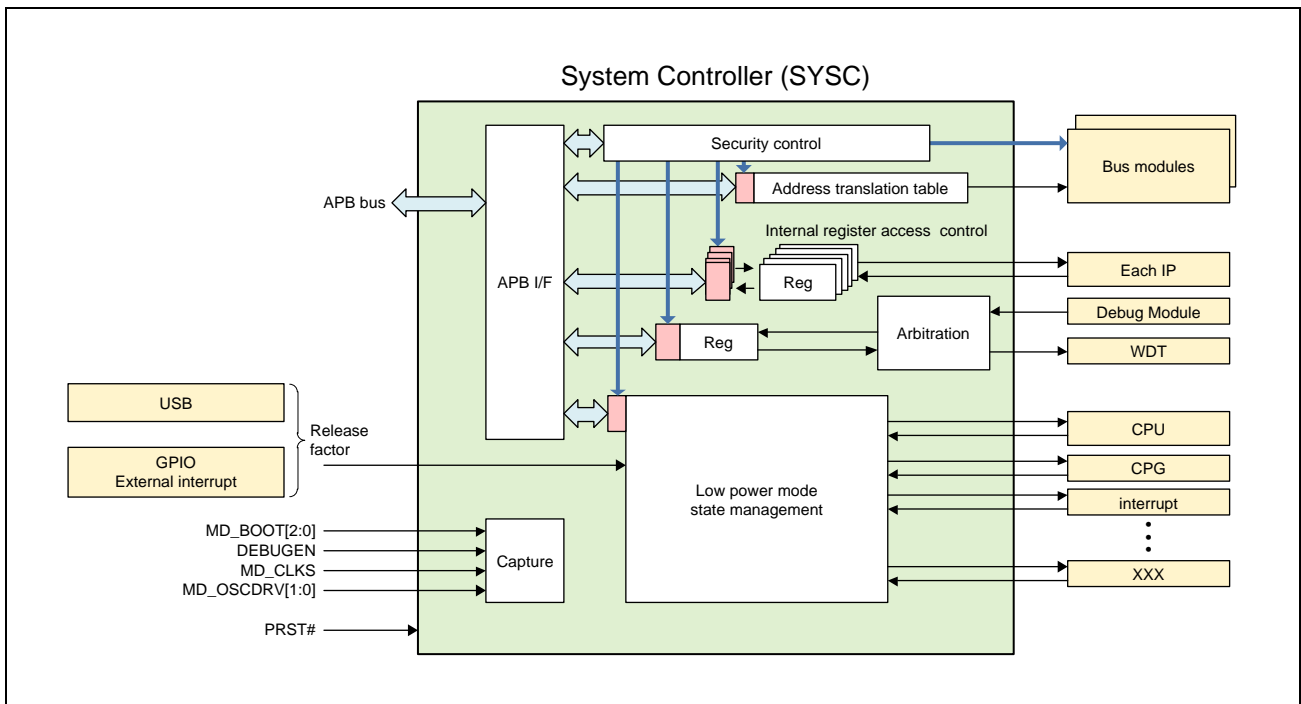 System Controller (SYSC)
Security control
Bus modules
Address translation table
APB bus
Internal register access control
APB I/F
Reg
Each IP
Debug Module
Reg
Arbitration
WDT
USB
Release
factor
GPIO
External interrupt
CPU
CPG
Low power mode
state management
interrupt
MD_BOOT[2:0]
DEBUGEN
MD_CLKS
MD_OSCDRV[1:0]
Capture
XXX
PRST#